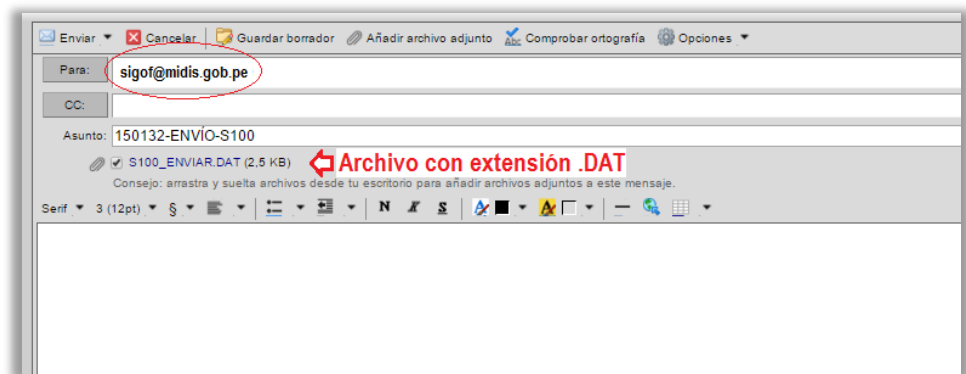 Enviar Cancelar Guardar borrador Añadir archivo adjunto Comprobar ortografía Opciones
Para: sigof@midis.gob.pe
CC:
Asunto: 150132-ENVÍO-S100
S100_ENVIAR.DAT (2,5 KB) Archivo con extensión .DAT
Consejo: arrastra y suelta archivos desde tu escritorio para añadir archivos adjuntos a este mensaje.
Serif 3 (12pt) § N K S